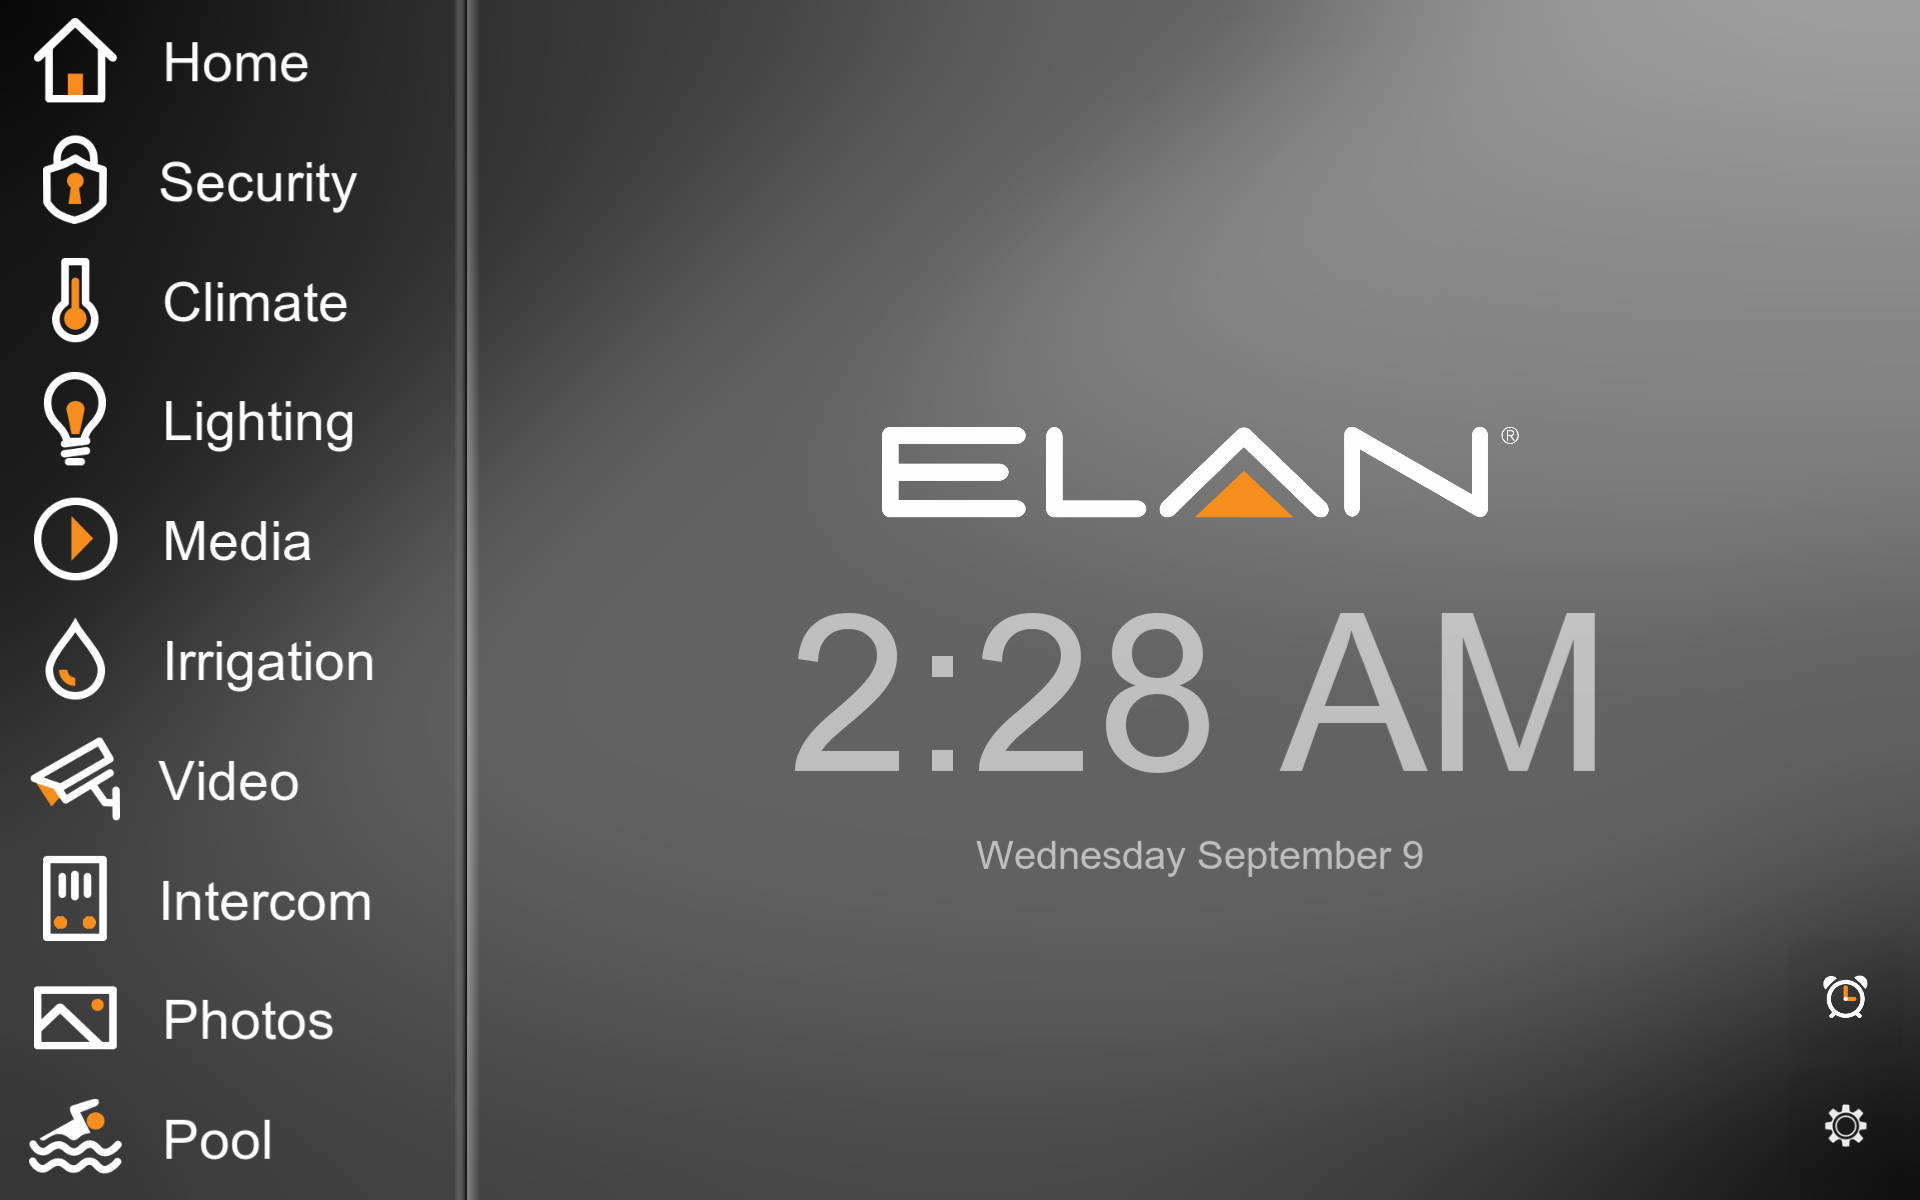 Home
Security
Climate
Lighting
Media
Irrigation
Video
Intercom
Photos
Pool
ELAN®
2:28 AM
Wednesday September 9